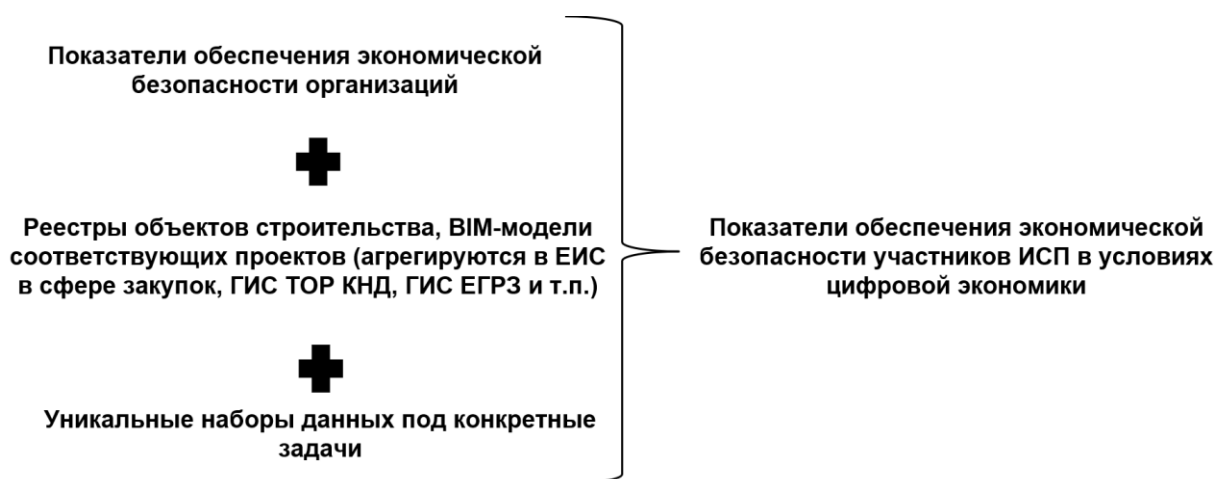 Показатели обеспечения экономической
безопасности организаций
Реестры объектов строительства, BIM-модели
соответствующих проектов (агрегируются в ЕИС
в сфере закупок, ГИС ТОР КНД, ГИС ЕГРЗ и т.п.)
Уникальные наборы данных под конкретные
задачи
Показатели обеспечения экономической
безопасности участников ИСП в условиях
цифровой экономики